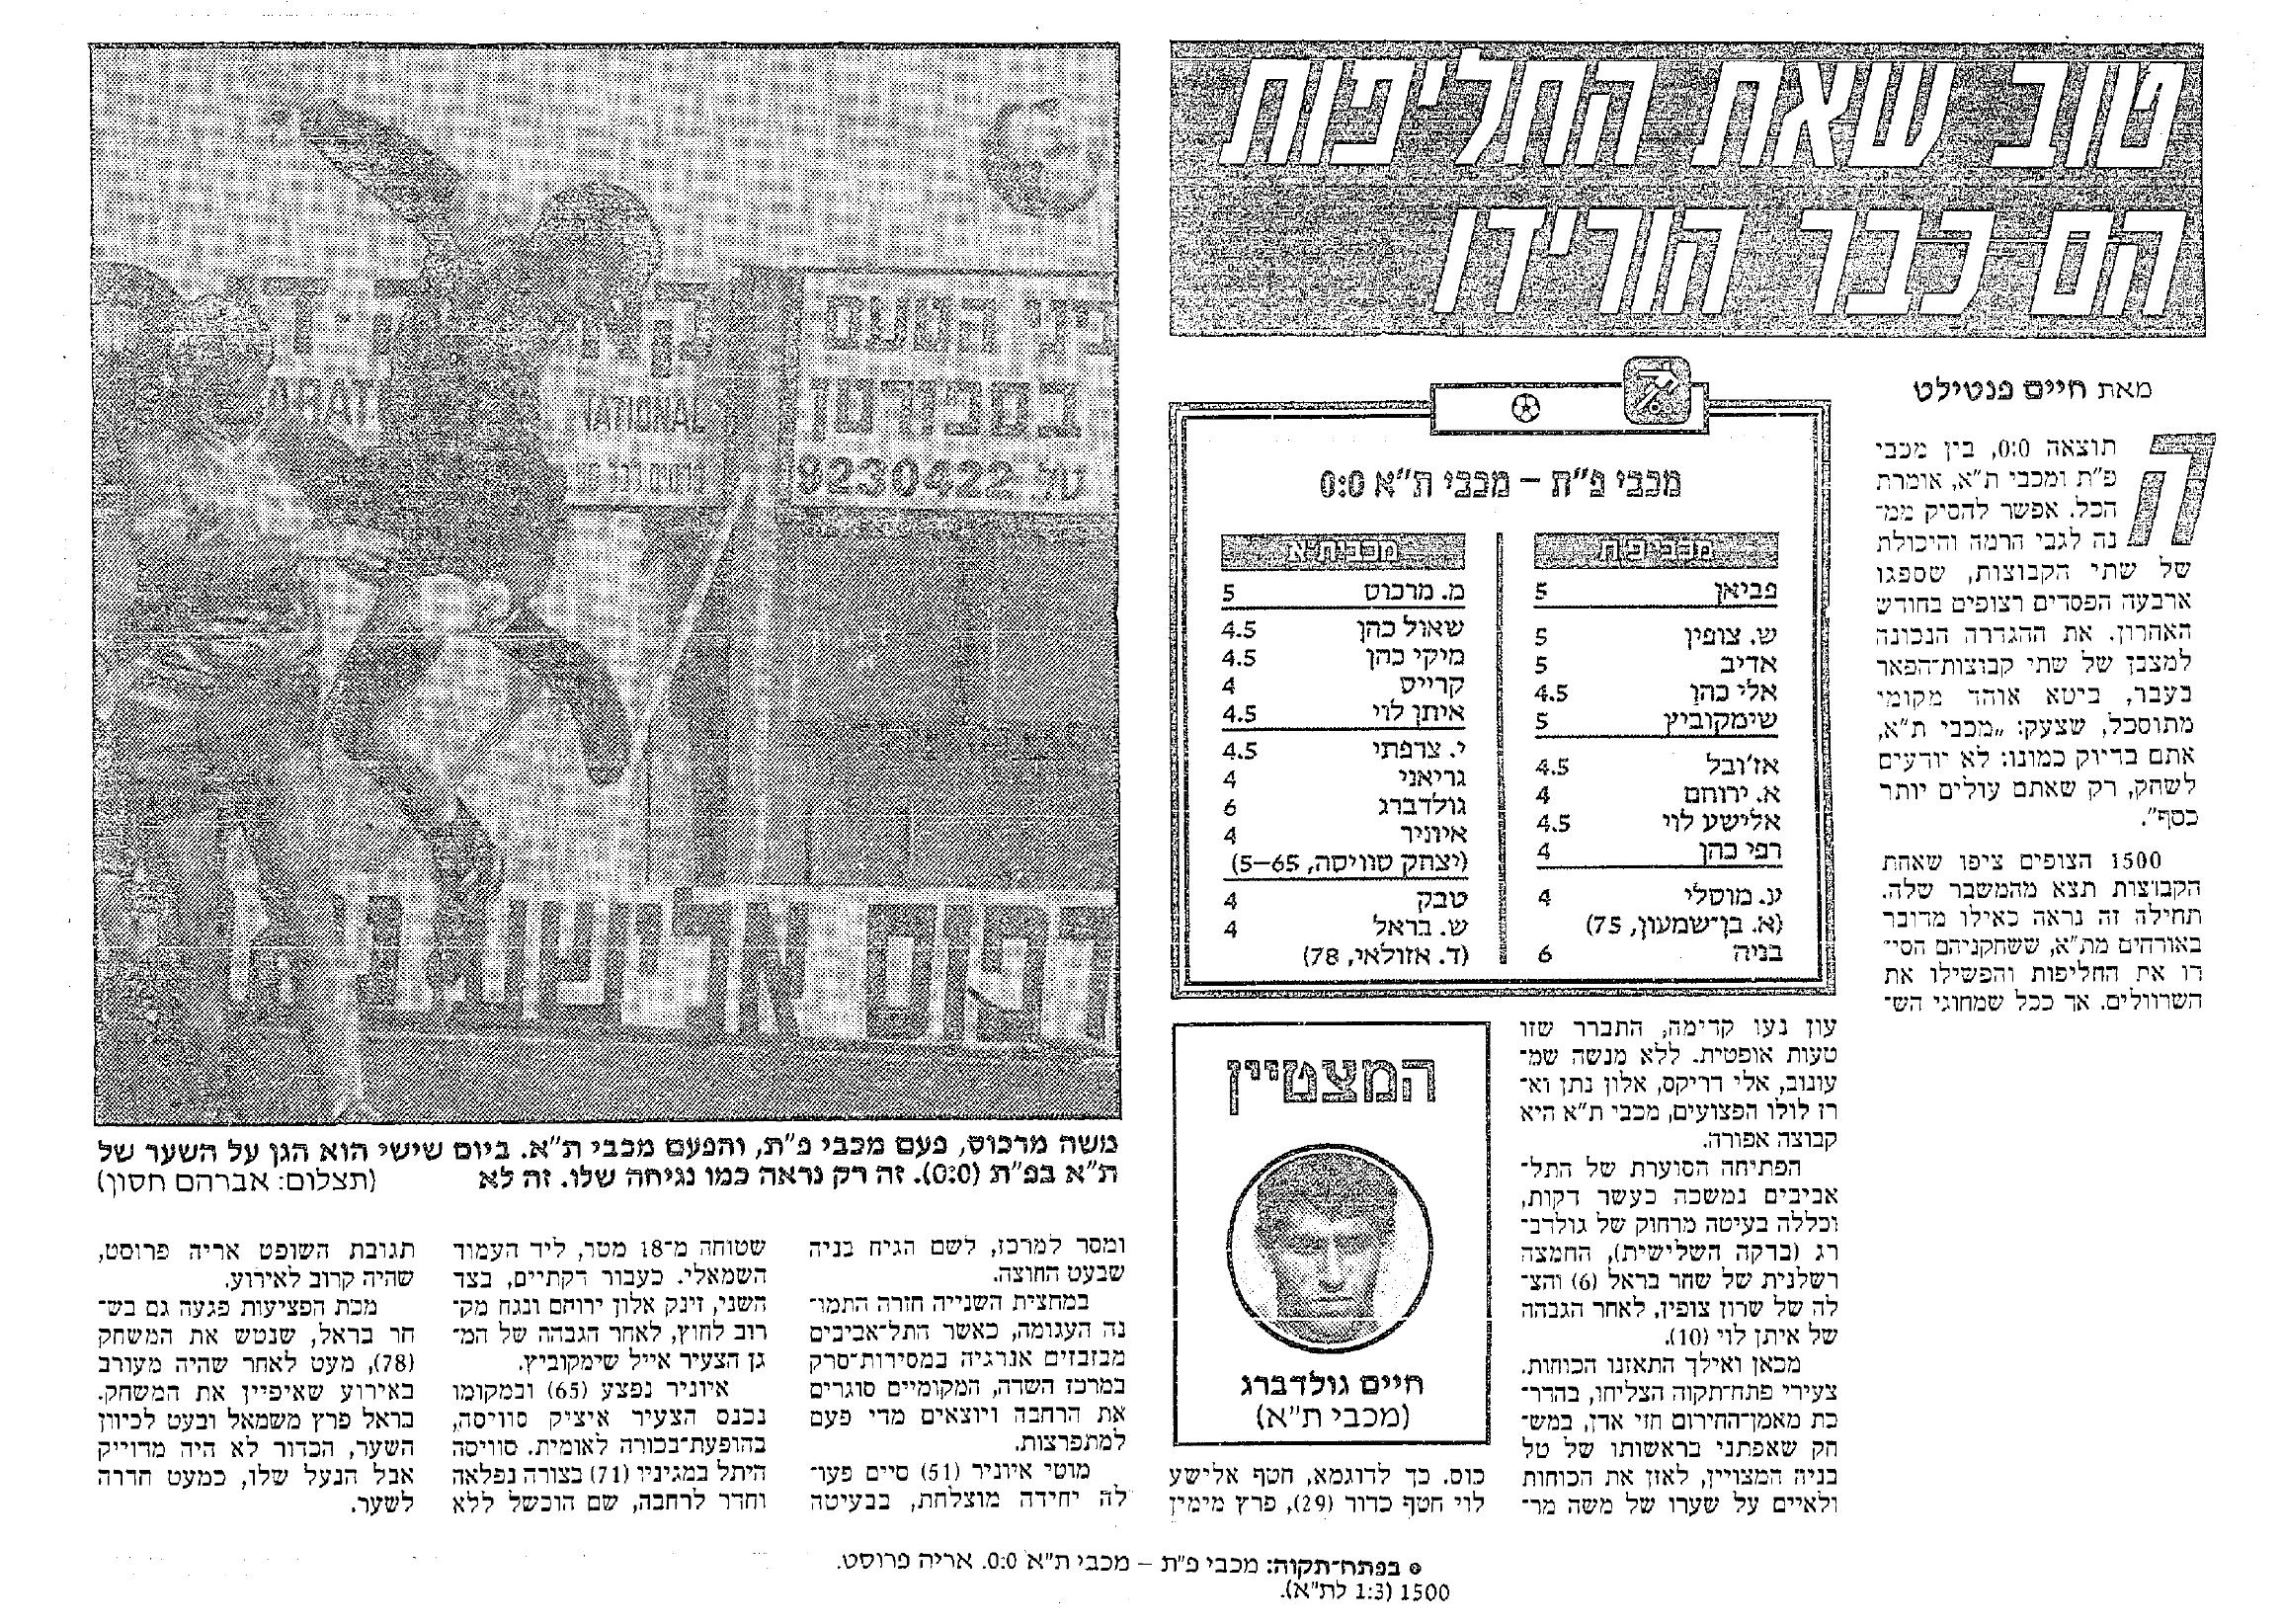 טוב שאת החליפות
הם כבר הורידו
מאת חיים פנטילט
ה
תוצאה 0:0, בין מכבי
פ"ת ומכבי ת"א, אומרת
הכל. אפשר להסיק ממ־
נה לגבי הרמה והיכולת
של שתי הקבוצות, שספגו
ארבעה הפסדים רצופים בחודש
האחרון. את ההגדרה הנכונה
למצבן של שתי קבוצות־הפאר
בעבר, ביטא אוהד מקומי
מתוסכל, שצעק: „מכבי ת"א,
אתם בדיוק כמונו: לא יודעים
לשחק, רק שאתם עולים יותר
כסף".
1500 הצופים ציפו שאחת
הקבוצות תצא מהמשבר שלה.
תחילה זה נראה כאילו מדובר
באורחים מת"א, ששחקניהם הסי־
רו את החליפות והפשילו את
השרוולים. אך ככל שמחוגי הש־
מכבי פ"ת – מכבי ת"א 0:0
מכבי פ"ת
פביאן 5
ש. צופין 5
אדיב 5
אלי כהן 4.5
שימקוביץ 5
אז'ובל 4.5
א. ירוחם 4
אלישע לוי 4.5
רפי כהן 4
ע. מוסלי 4
(א. בן־שמעון, 75)
בניה 6
מכבי ת"א
מ. מרכוס 5
שאול כהן 4.5
מיקי כהן 4.5
קרייס 4
איתן לוי 4.5
י. צרפתי 4.5
גריאני 4
גולדברג 6
איוניר 4
(יצחק סוויסה, 65–5)
טבק 4
ש. בראל 4
(ד. אזולאי, 78)
עון נעו קדימה, התברר שזו
טעות אופטית. ללא מנשה שמ־
עונוב, אלי דריקס, אלון נתן וא־
רז לולו הפצועים, מכבי ת"א היא
קבוצה אפורה.
הפתיחה הסוערת של התל־
אביבים נמשכה כעשר דקות,
וכללה בעיטה מרחוק של גולדב־
רג (בדקה השלישית), החמצה
רשלנית של שחר בראל (6) והצ־
לה של שרון צופין, לאחר הגבהה
של איתן לוי (10).
מכאן ואילך התאזנו הכוחות.
צעירי פתח־תקוה הצליחו, בהדר־
כת מאמן־החירום חזי אדן, במש־
חק שאפתני בראשותו של טל
בניה המצויין, לאזן את הכוחות
ולאיים על שערו של משה מר־
המצטיין
חיים גולדברג
(מכבי ת"א)
כוס. כך לדוגמא, חטף אלישע
לוי חטף כדור (29), פרץ מימין
פני הטעם
במפורטון
טל. 9230422
TATIONAL
משה מרכוס, פעם מכבי פ"ת, והפעם מכבי ת"א. ביום שישי הוא הגן על השער של
ת"א בפ"ת (0:0). זה רק נראה כמו נגיחה שלו. זה לא (תצלום: אברהם חסון)
ומסר למרכז, לשם הגיח בניה
שבעט החוצה.
במחצית השנייה חזרה התמו־
נה העגומה, כאשר התל־אביבים
מבזבזים אנרגיה במסירות־סרק
במרכז השדה, המקומיים סוגרים
את הרחבה ויוצאים מדי פעם
למתפרצות.
מוטי איוניר (51) סיים פעו־
לה יחידה מוצלחת, בבעיטה
שטוחה מ־18 מטר, ליד העמוד
השמאלי. כעבור דקתיים, בצד
השני, זינק אלון ירוחם ונגח מק־
רוב לחוץ, לאחר הגבהה של המ־
גן הצעיר אייל שימקוביץ.
איוניר נפצע (65) ובמקומו
נכנס הצעיר איציק סוויסה,
בהופעת־בכורה לאומית. סוויסה
היתל במגיניו (71) בצורה נפלאה
וחדר לרחבה, שם הוכשל ללא
תגובת השופט אריה פרוסט,
שהיה קרוב לאירוע.
מכת הפציעות פגעה גם בש־
חר בראל, שנטש את המשחק
(78), מעט לאחר שהיה מעורב
באירוע שאיפיין את המשחק.
בראל פרץ משמאל ובעט לכיוון
השער, הכדור לא היה מדוייק
אבל הנעל שלו, כמעט חדרה
לשער.
בפתח־תקוה: מכבי פ"ת – מכבי ת"א 0:0. אריה פרוסט.
1500 (1:3 לת"א).